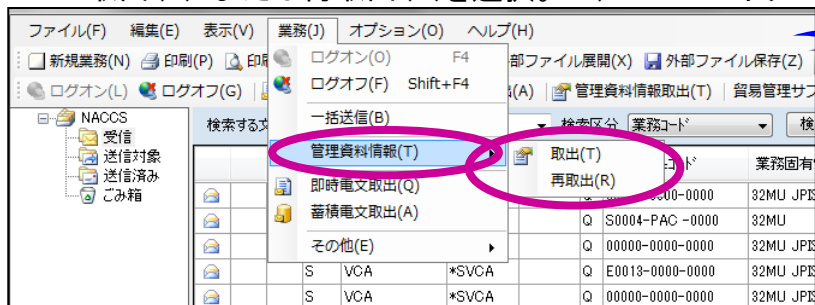 ファイル(F) 編集(E) 表示(V) 業務(J) オプション(O) ヘルプ(H)
新規業務(N) 印刷(P) 部ファイル展開(X) 外部ファイル保存(Z)
ログオン(L) ログオフ(G) (A) 管理資料情報取出(T) 貿易管理サブ
ログオン(O) F4
ログオフ(F) Shift+F4
一括送信(B)
管理資料情報(T)
即時電文取出(Q)
蓄積電文取出(A)
その他(E)
取出(T)
再取出(R)
NACCS
受信
送信対象
送信済み
ごみ箱
検索する 検索区分 業務コード 検
業務固有
Q 32MU JPIS
Q S0004-PAC -0000 32MU
Q 00000-0000-0000 32MU JPIS
Q E0013-0000-0000 32MU JPIS
S VCA *SVCA Q 00000-0000-0000 32MU JPIS